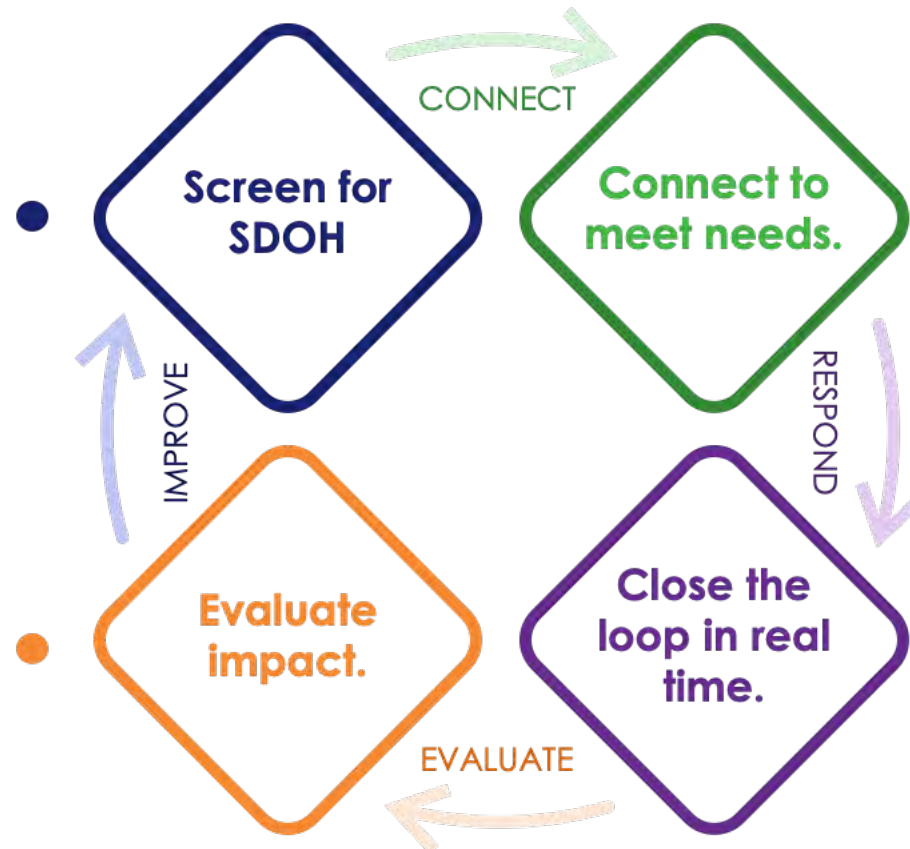 CONNECT
Screen for
SDOH
Connect to
meet needs.
RESPOND
IMPROVE
Close the
loop in real
time.
Evaluate
impact.
EVALUATE